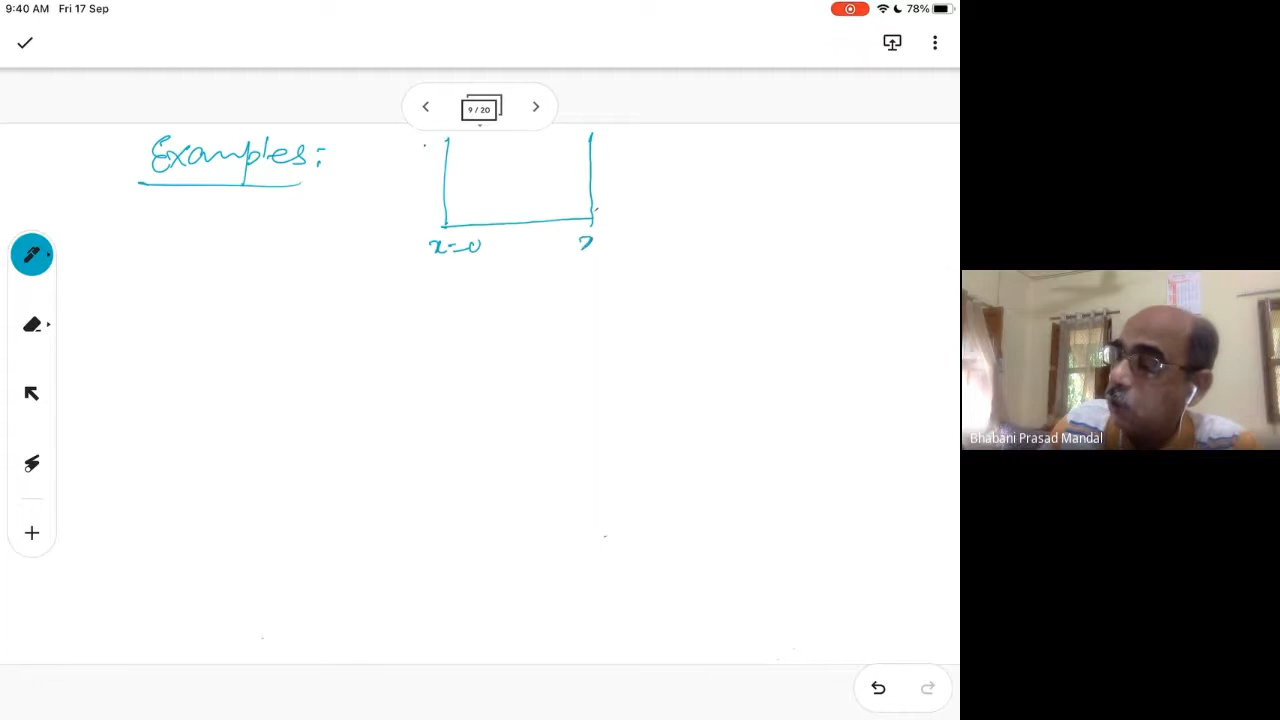 9:40 AM Fri 17 Sep
78%
9 / 20
Examples:
x=0
Bhabani Prasad Mandal